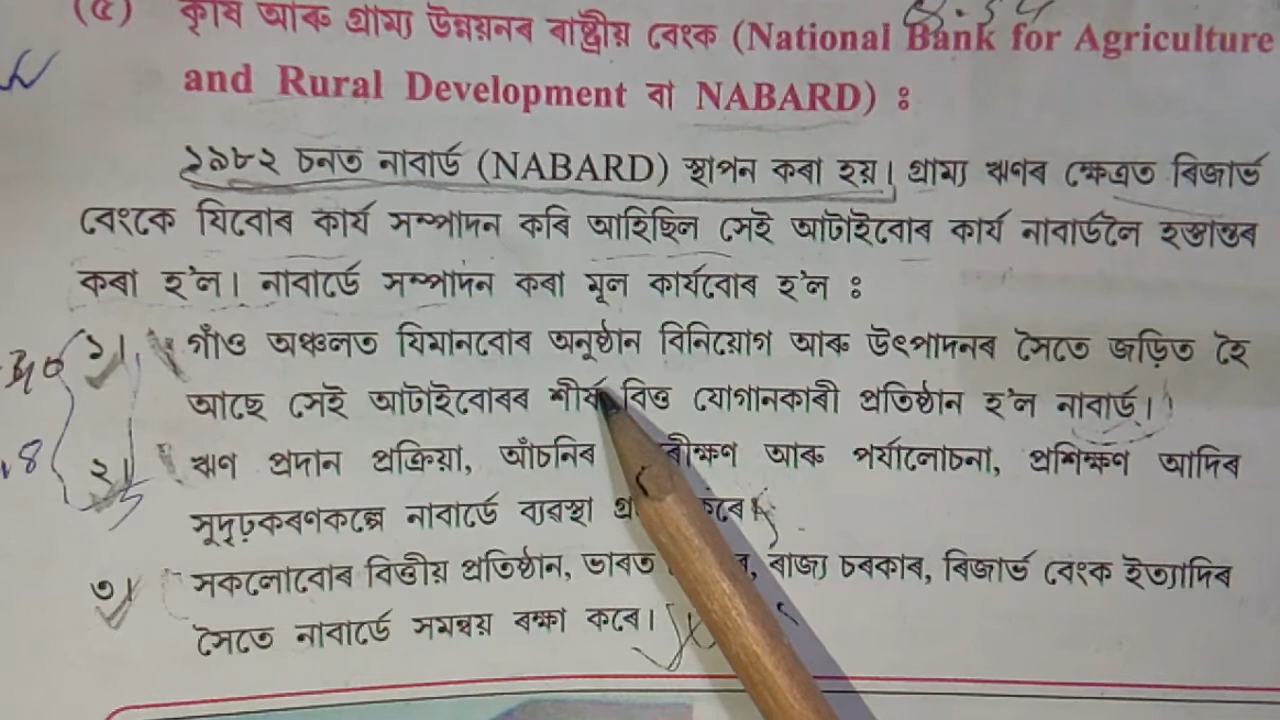 (৫) কৃষি আৰু গ্ৰাম্য উন্নয়নৰ ৰাষ্ট্ৰীয় বেংক (National Bank for Agriculture
and Rural Development বা NABARD) :
১৯৮২ চনত নাবাৰ্ড (NABARD) স্থাপন কৰা হয়। গ্ৰাম্য ঋণৰ ক্ষেত্ৰত ৰিজাৰ্ভ
বেংকে যিবোৰ কাৰ্য সম্পাদন কৰি আহিছিল সেই আটাইবোৰ কাৰ্য নাবাৰ্ডলৈ হস্তান্তৰ
কৰা হ'ল। নাবাৰ্ডে সম্পাদন কৰা মূল কাৰ্যবোৰ হ'ল :
১। গাঁও অঞ্চলত যিমানবোৰ অনুষ্ঠান বিনিয়োগ আৰু উৎপাদনৰ সৈতে জড়িত হৈ
আছে সেই আটাইবোৰৰ শীৰ্ষ বিত্ত যোগানকাৰী প্ৰতিষ্ঠান হ'ল নাবাৰ্ড।
২। ঋণ প্ৰদান প্ৰক্ৰিয়া, আঁচনিৰ আৰু পৰ্যালোচনা, প্ৰশিক্ষণ আদিৰ
সুদৃঢ়কৰণকল্পে নাবাৰ্ডে ব্যৱস্থা কৰে।
৩। সকলোবোৰ বিত্তীয় প্ৰতিষ্ঠান, ভাৰত ৰাজ্য চৰকাৰ, ৰিজাৰ্ভ বেংক ইত্যাদিৰ
সৈতে নাবাৰ্ডে সমন্বয় ৰক্ষা কৰে।